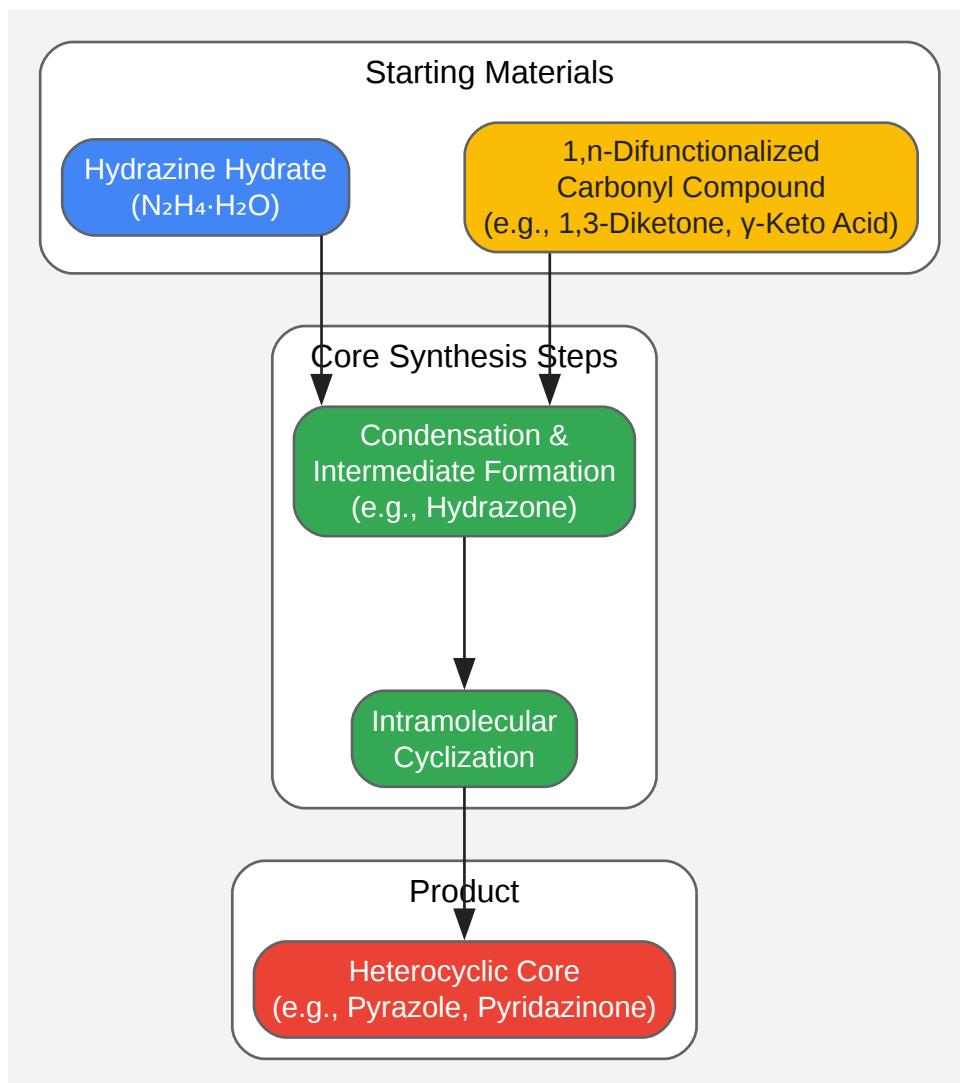 Starting Materials
Hydrazine Hydrate
(N₂H₄·H₂O)
1,n-Difunctionalized
Carbonyl Compound
(e.g., 1,3-Diketone, γ-Keto Acid)
Core Synthesis Steps
Condensation &
Intermediate Formation
(e.g., Hydrazone)
Intramolecular
Cyclization
Product
Heterocyclic Core
(e.g., Pyrazole, Pyridazinone)